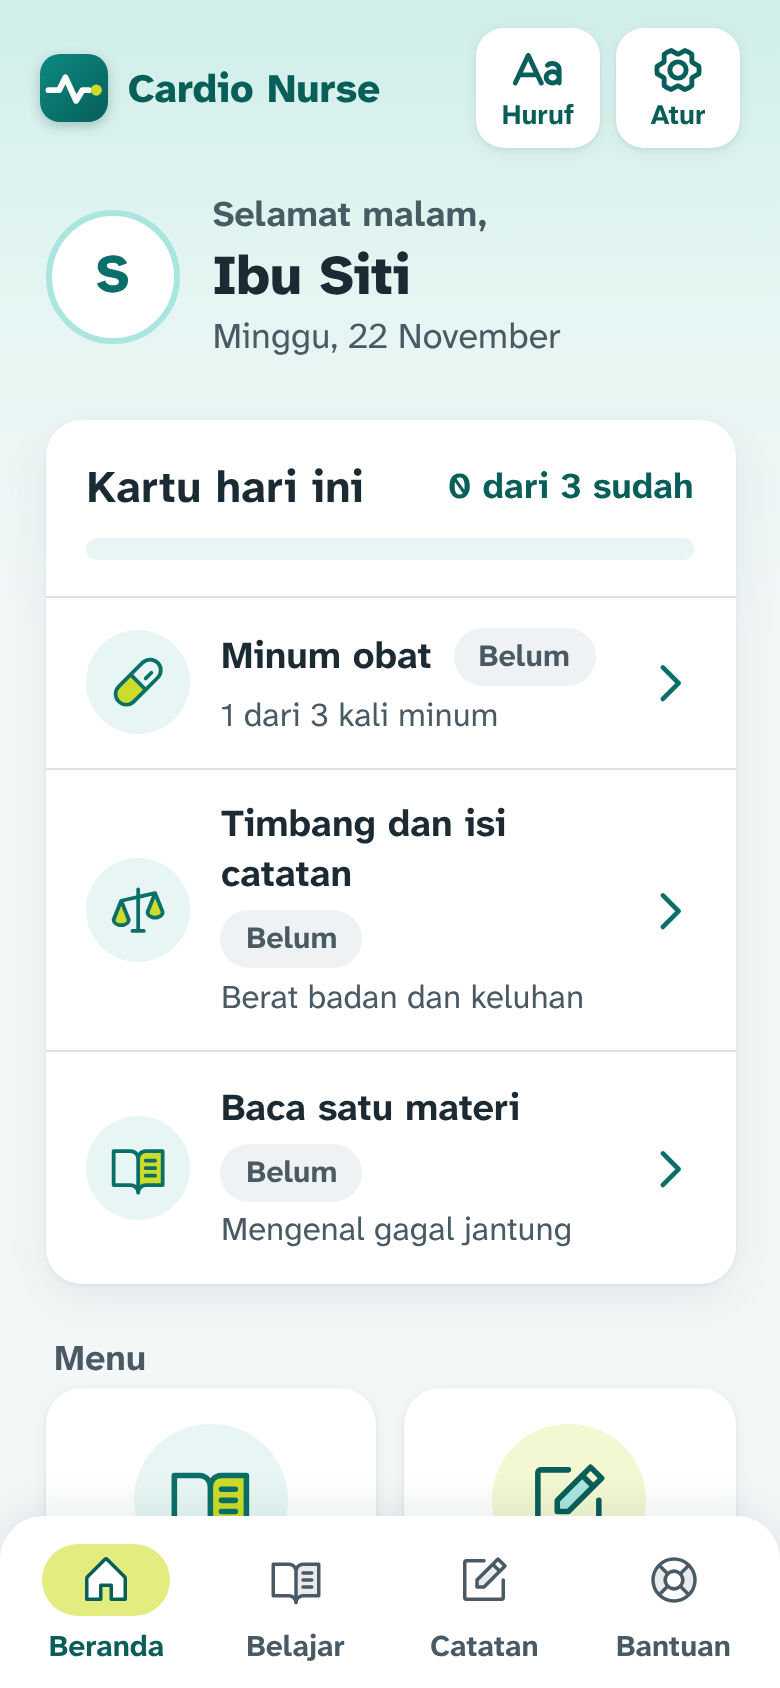 Cardio Nurse
Aa
Huruf
Atur
S
Selamat malam,
Ibu Siti
Minggu, 22 November
Kartu hari ini
0 dari 3 sudah
Minum obat
Belum
1 dari 3 kali minum
Timbang dan isi
catatan
Belum
Berat badan dan keluhan
Baca satu materi
Belum
Mengenal gagal jantung
Menu
Beranda
Belajar
Catatan
Bantuan